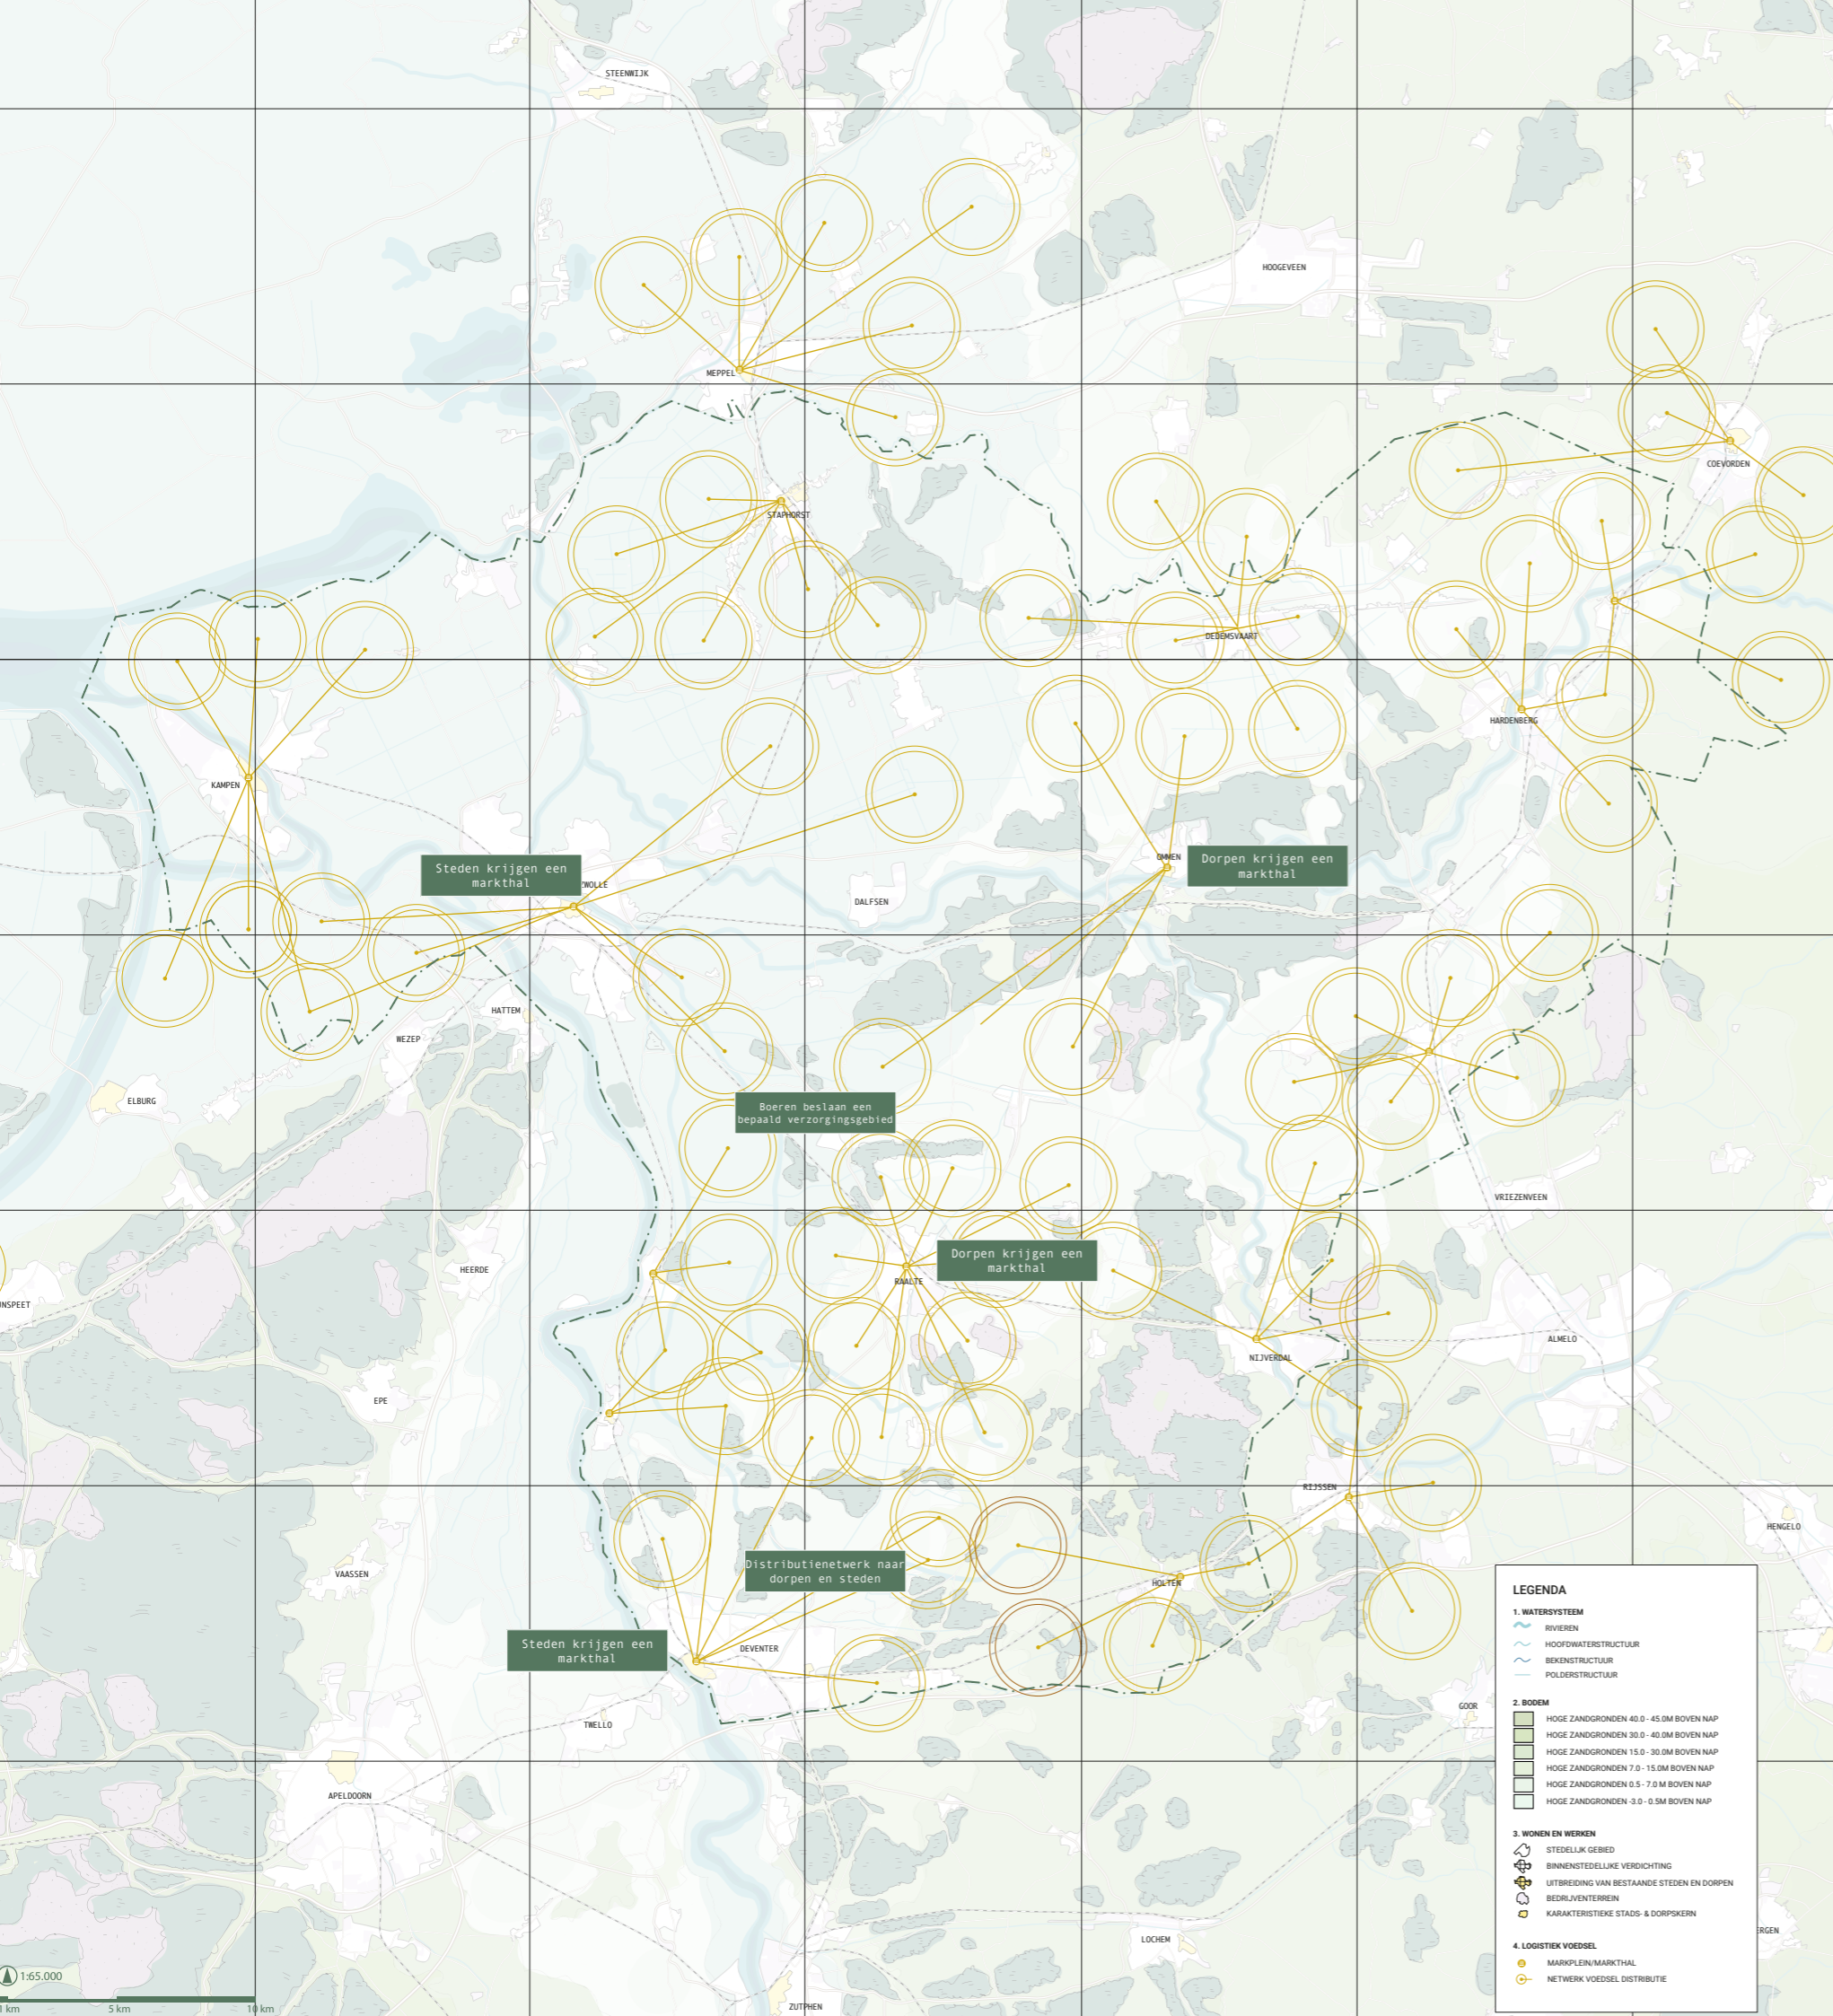 STEENWIJK
HOOGEVEEN
MEPPEL
COEVORDEN
STAPHORST
DEDEMSVAART
HARDENBERG
KAMPEN
Steden krijgen een
markthal
ZWOLLE
OMMEN
Dorpen krijgen een
markthal
DALFSEN
HATTEM
WEZEP
ELBURG
Boeren beslaan een
bepaald verzorgingsgebied
VRIEZENVEEN
Dorpen krijgen een
markthal
HEERDE
RAALTE
NSPEET
ALMELO
NIJVERDAL
EPE
RIJSSEN
HENGELO
Distributienetwerk naar
dorpen en steden
VAASSEN
HOLTEN
Steden krijgen een
markthal
DEVENTER
TWELLO
GOOR
APELDOORN
LOCHEM
ERGEN
ZUTPHEN
1:65.000
1 km
5 km
10 km
LEGENDA
1. WATERSYSTEEM
RIVIEREN
HOOFDWATERSTRUCTUUR
BEKENSTRUCTUUR
POLDERSTRUCTUUR
2. BODEM
HOGE ZANDGRONDEN 40.0 - 45.0M BOVEN NAP
HOGE ZANDGRONDEN 30.0 - 40.0M BOVEN NAP
HOGE ZANDGRONDEN 15.0 - 30.0M BOVEN NAP
HOGE ZANDGRONDEN 7.0 - 15.0M BOVEN NAP
HOGE ZANDGRONDEN 0.5 - 7.0 M BOVEN NAP
HOGE ZANDGRONDEN -3.0 - 0.5M BOVEN NAP
3. WONEN EN WERKEN
STEDELIJK GEBIED
BINNENSTEDELIJKE VERDICHTING
UITBREIDING VAN BESTAANDE STEDEN EN DORPEN
BEDRIJVENTERREIN
KARAKTERISTIEKE STADS- & DORPSKERN
4. LOGISTIEK VOEDSEL
MARKPLEIN/MARKTHAL
NETWERK VOEDSEL DISTRIBUTIE